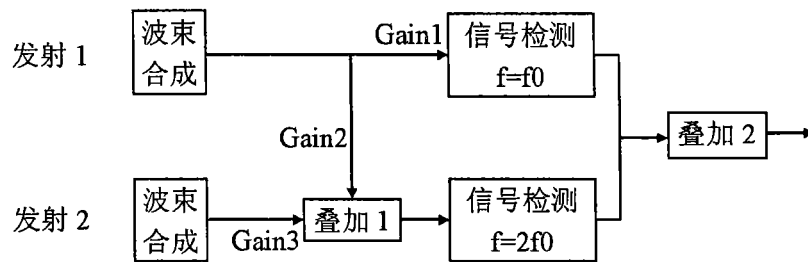 发射 1
波束
合成
Gain1
信号检测
f=f0
Gain2
叠加 2
发射 2
波束
合成
Gain3
叠加 1
信号检测
f=2f0